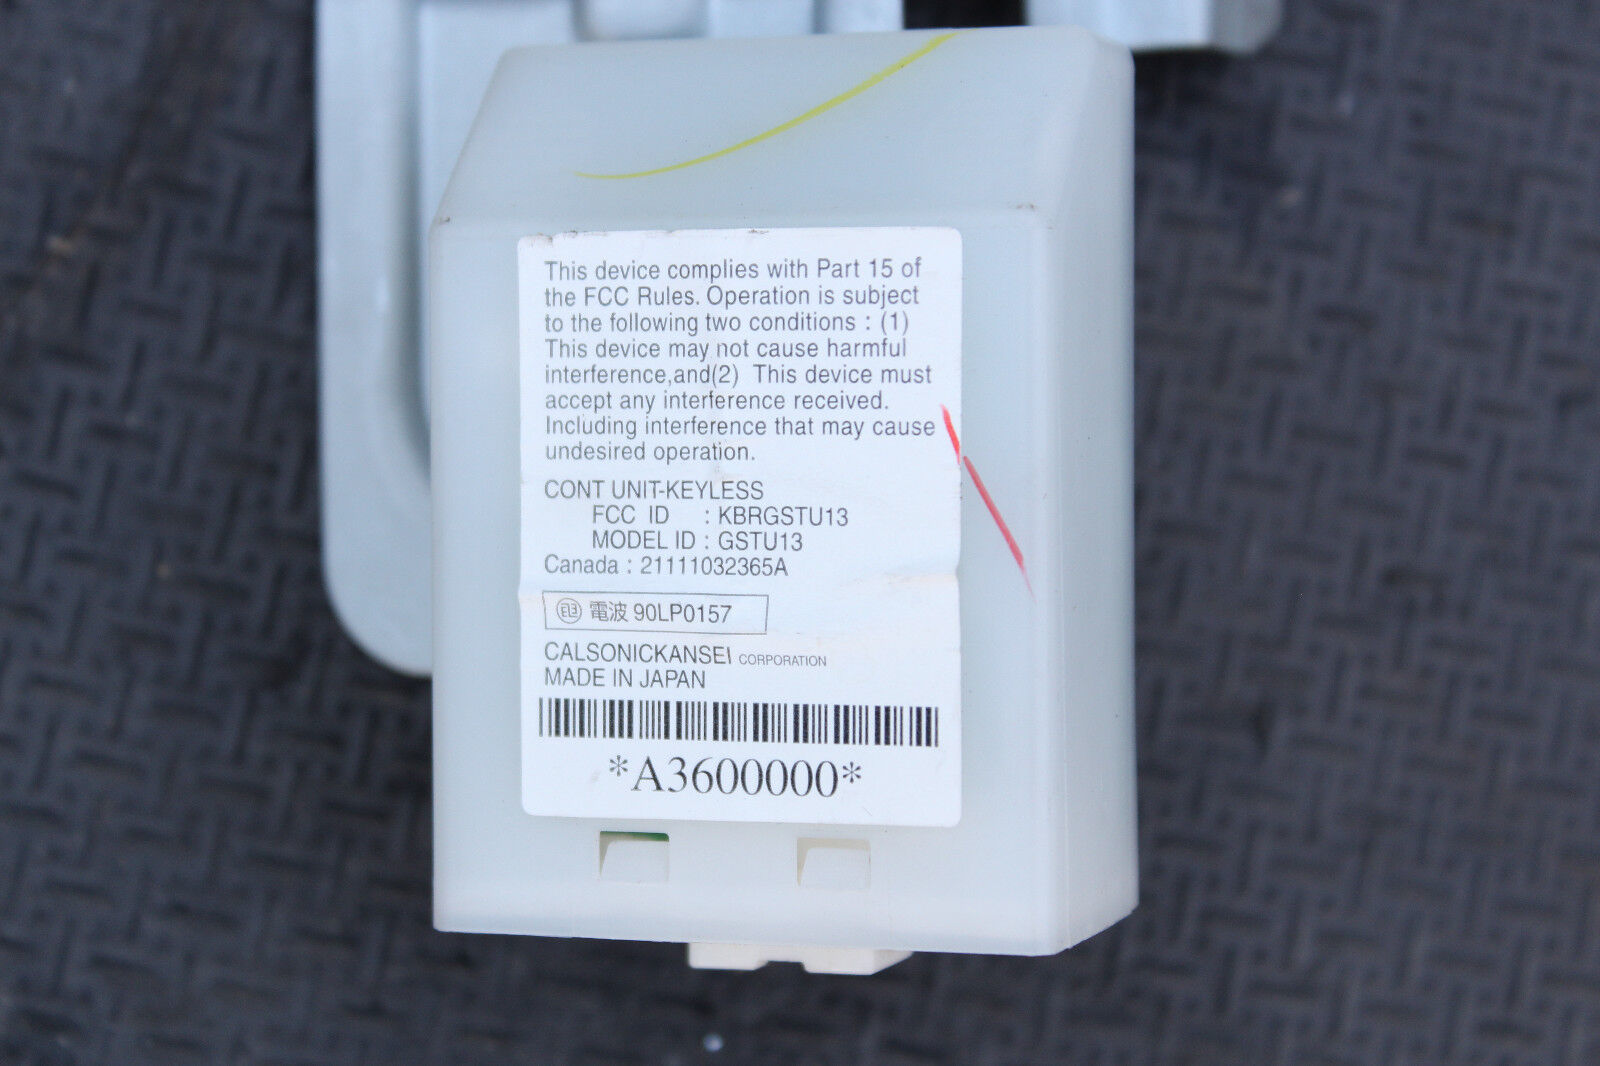 This device complies with Part 15 of
the FCC Rules. Operation is subject
to the following two conditions : (1)
This device may not cause harmful
interference,and(2) This device must
accept any interference received.
Including interference that may cause
undesired operation.
CONT UNIT-KEYLESS
FCC ID : KBRGSTU13
MODEL ID : GSTU13
Canada : 21111032365A
電波 90LP0157
CALSONICKANSEI CORPORATION
MADE IN JAPAN
*A3600000*